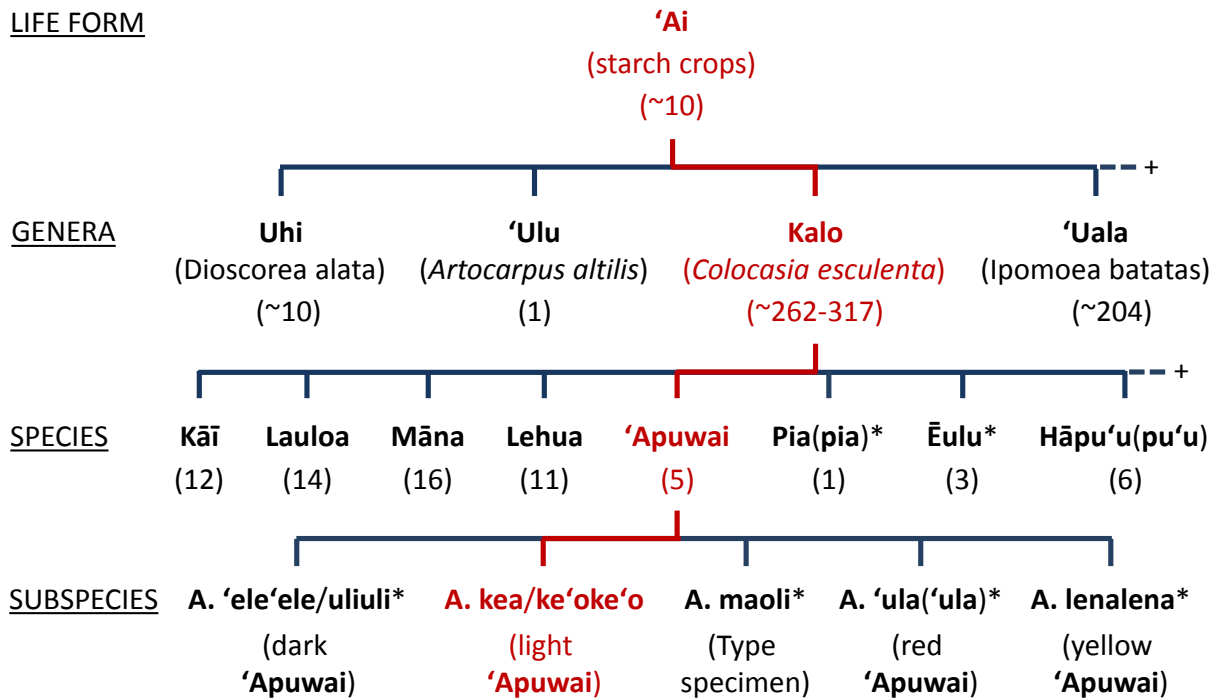 LIFE FORM
ʻAi
(starch crops)
(~10)
+
GENERA
Uhi ʻUlu Kalo ʻUala
(Dioscorea alata) (Artocarpus altilis) (Colocasia esculenta) (Ipomoea batatas)
(~10) (1) (~262-317) (~204)
+
SPECIES
Kāī Lauloa Māna Lehua ʻApuwai Pia(pia)* Ēulu* Hāpuʻu(puʻu)
(12) (14) (16) (11) (5) (1) (3) (6)
SUBSPECIES
A. ʻeleʻele/uliuli* A. kea/keʻokeʻo A. maoli* A. ʻula(ʻula)* A. lenalena*
(dark (light (Type (red (yellow
ʻApuwai) ʻApuwai) specimen) ʻApuwai) ʻApuwai)